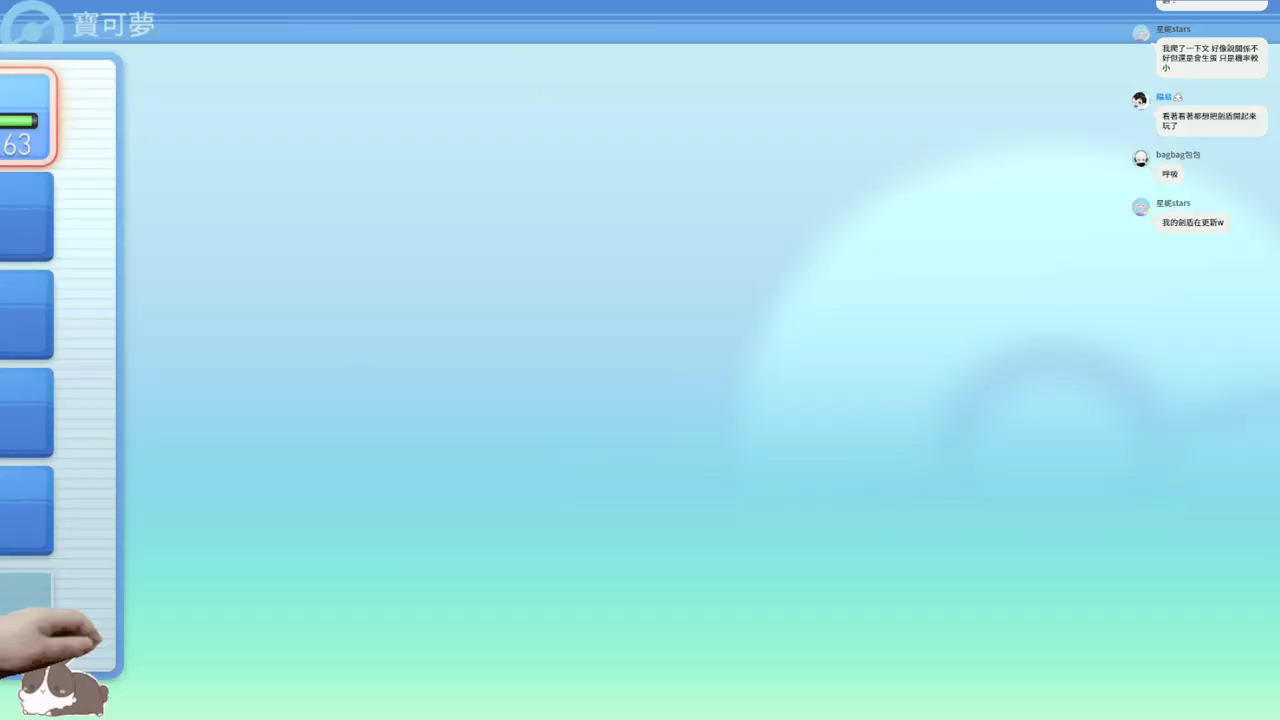 寶可夢
63
星妮stars
我爬了一下文 好像說關係不
好但還是會生蛋 只是機率較
小
看著看著都想把劍盾開起來
玩了
bagbag包包
呼吸
星妮stars
我的劍盾在更新w